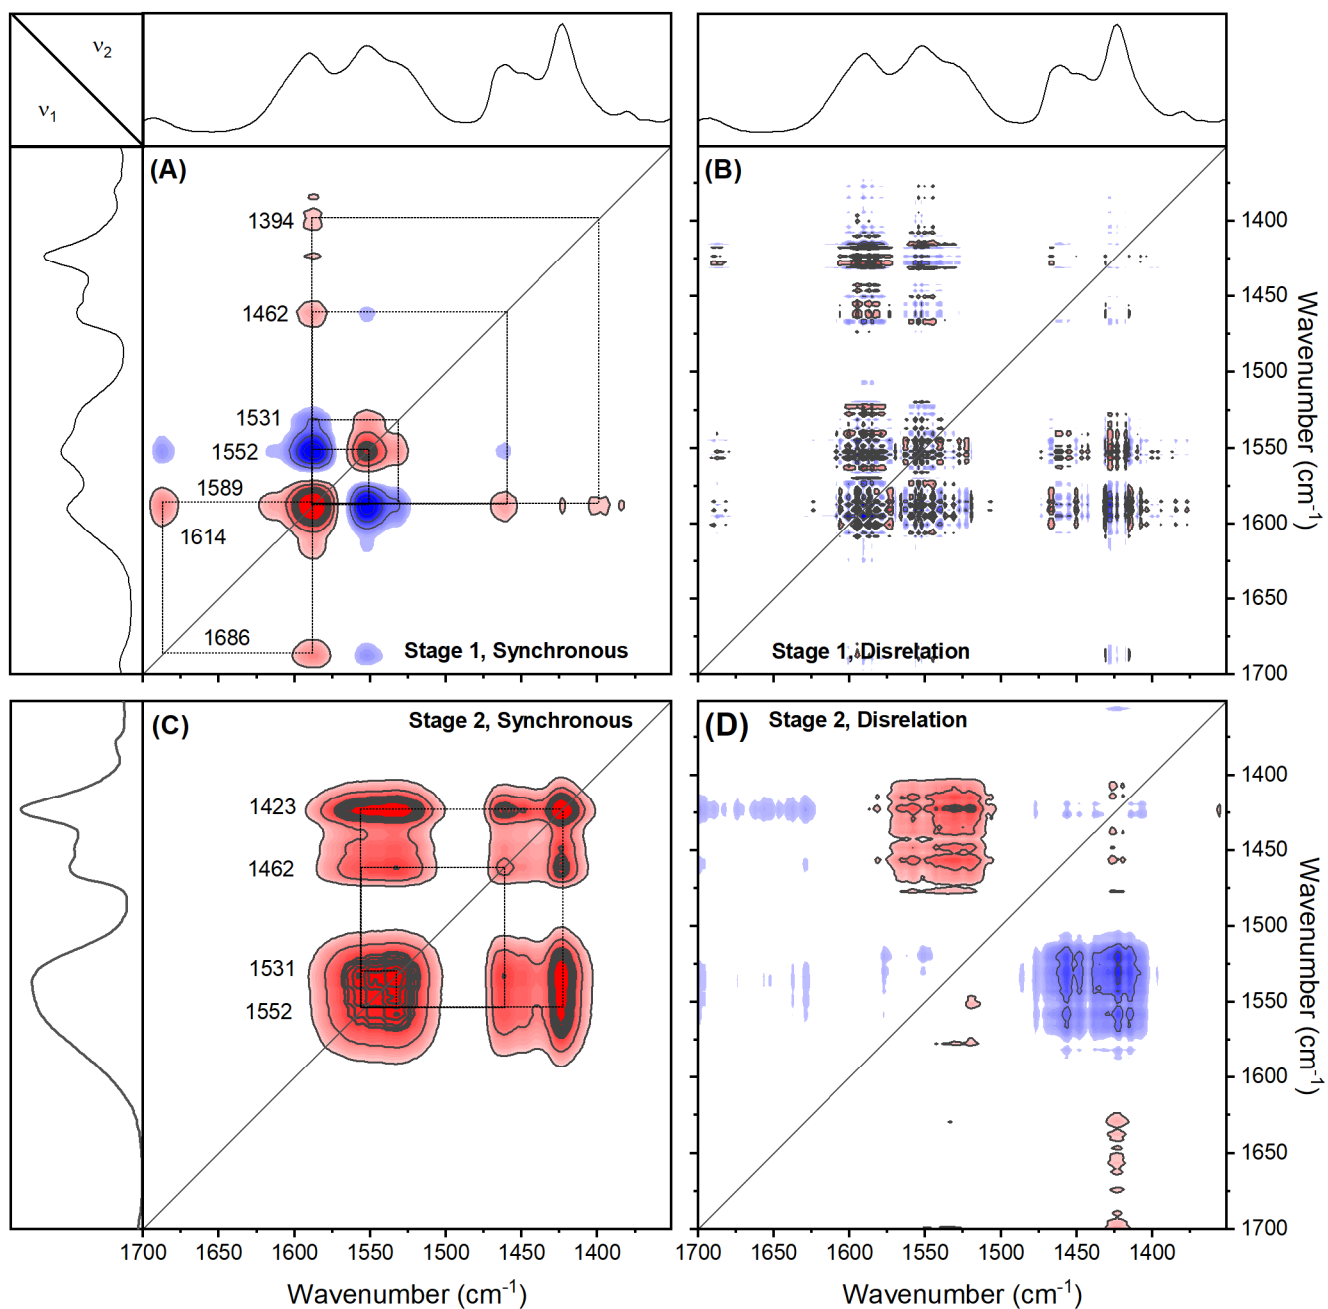 ν2
ν1
(A)
1394
1462
1531
1552
1589
1614
1686
Stage 1, Synchronous
(B)
Stage 1, Disrelation
1400
1450
1500
1550
1600
1650
1700
Wavenumber (cm-1)
(C)
Stage 2, Synchronous
1423
1462
1531
1552
(D)
Stage 2, Disrelation
1400
1450
1500
1550
1600
1650
1700
Wavenumber (cm-1)
1700 1650 1600 1550 1500 1450 1400
Wavenumber (cm-1)
1700 1650 1600 1550 1500 1450 1400
Wavenumber (cm-1)